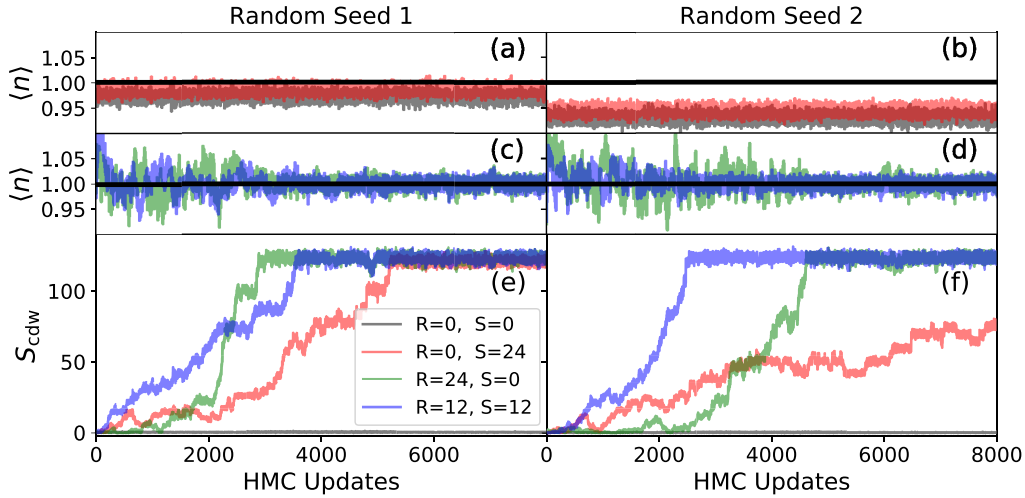 Random Seed 1 Random Seed 2
(a) (b)
1.05
1.00
0.95
⟨n⟩
(c) (d)
1.05
1.00
0.95
⟨n⟩
(e) (f)
100
50
0
S_cdw
R=0, S=0
R=0, S=24
R=24, S=0
R=12, S=12
0 2000 4000 6000 0 2000 4000 6000 8000
HMC Updates HMC Updates